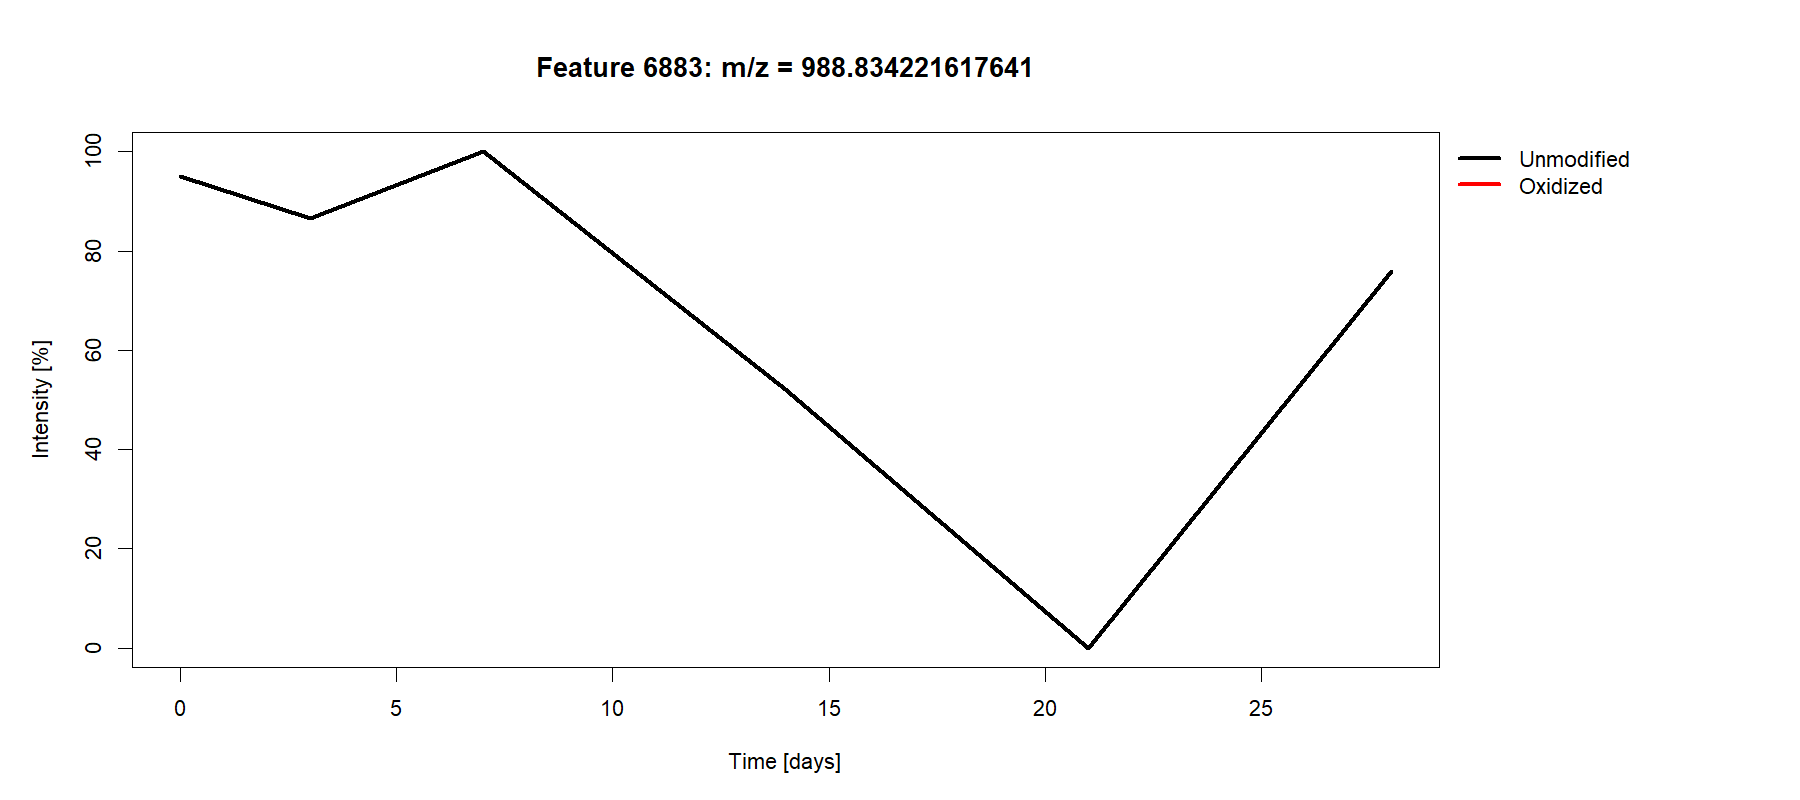 Feature 6883: m/z = 988.834221617641
Unmodified
Oxidized
Intensity [%]
100
80
60
40
20
0
0 5 10 15 20 25
Time [days]